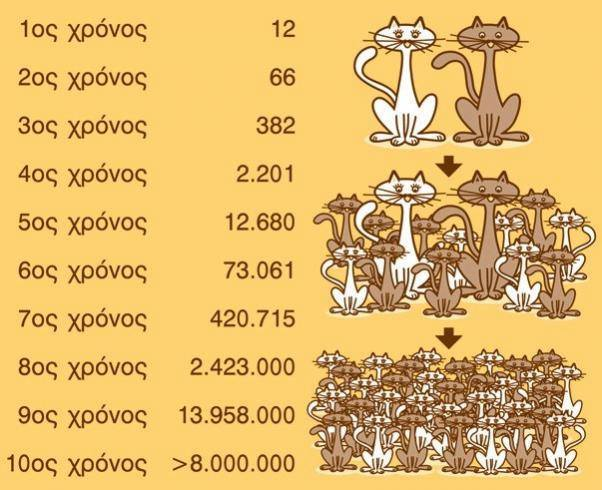 1ος χρόνος 12
2ος χρόνος 66
3ος χρόνος 382
4ος χρόνος 2.201
5ος χρόνος 12.680
6ος χρόνος 73.061
7ος χρόνος 420.715
8ος χρόνος 2.423.000
9ος χρόνος 13.958.000
10ος χρόνος >8.000.000